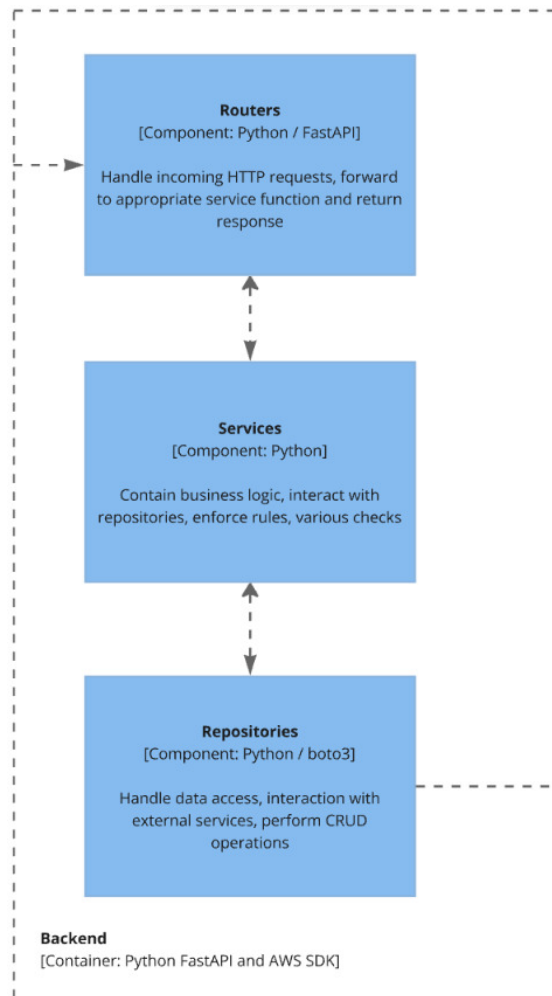 Routers
[Component: Python / FastAPI]
Handle incoming HTTP requests, forward
to appropriate service function and return
response
Services
[Component: Python]
Contain business logic, interact with
repositories, enforce rules, various checks
Repositories
[Component: Python / boto3]
Handle data access, interaction with
external services, perform CRUD
operations
Backend
[Container: Python FastAPI and AWS SDK]